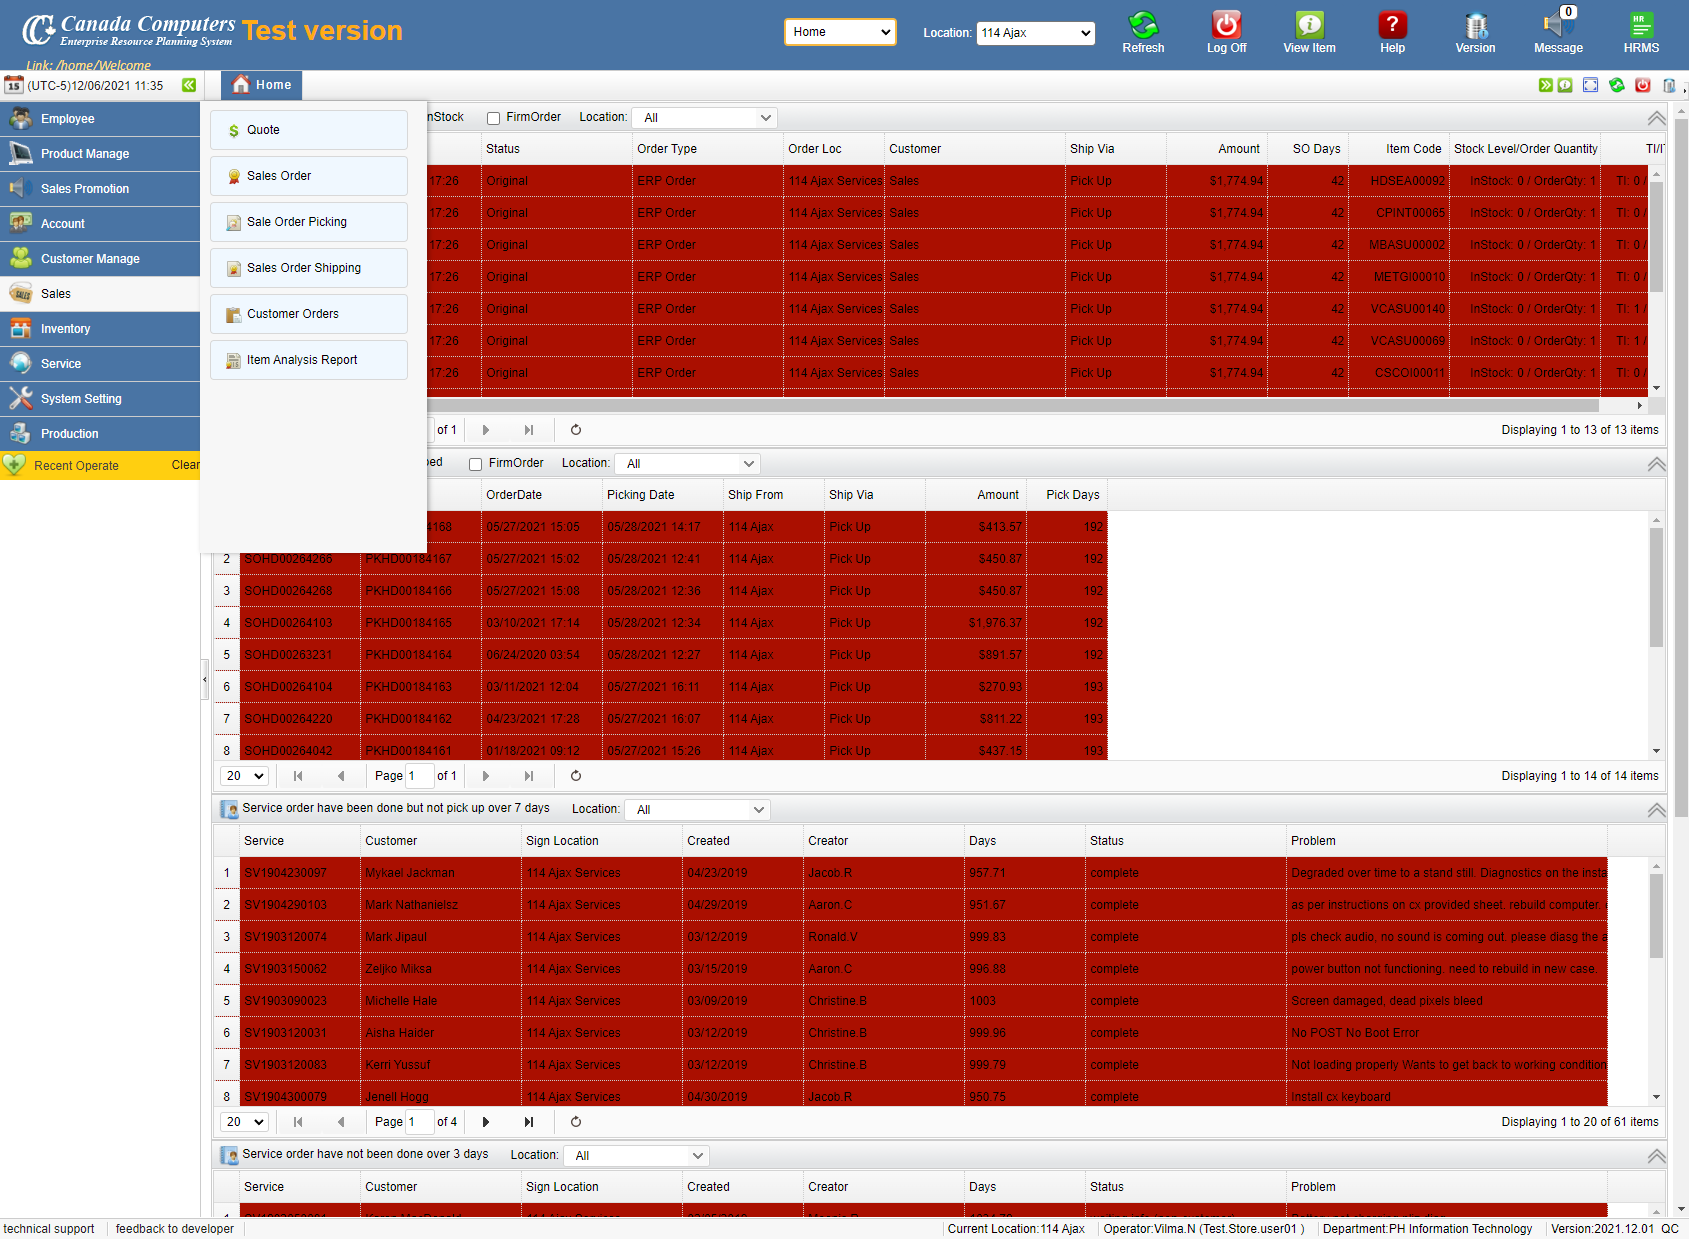 Canada Computers
Enterprise Resource Planning System
Test version
Link: /home/Welcome
Home
Location: 114 Ajax
Refresh
Log Off
View Item
Help
Version
0
Message
HR
HRMS
15 (UTC-5)12/06/2021 11:35
Home
Employee
Product Manage
Sales Promotion
Account
Customer Manage
Sales
Inventory
Service
System Setting
Production
Recent Operate Clear
Quote
Sales Order
Sale Order Picking
Sales Order Shipping
Customer Orders
Item Analysis Report
nStock FirmOrder Location: All
Status Order Type Order Loc Customer Ship Via Amount SO Days Item Code Stock Level/Order Quantity TI/I
17:26 Original ERP Order 114 Ajax Services Sales Pick Up $1,774.94 42 HDSEA00092 InStock: 0 / OrderQty: 1 TI: 0 /
17:26 Original ERP Order 114 Ajax Services Sales Pick Up $1,774.94 42 CPINT00065 InStock: 0 / OrderQty: 1 TI: 0 /
17:26 Original ERP Order 114 Ajax Services Sales Pick Up $1,774.94 42 MBASU00002 InStock: 0 / OrderQty: 1 TI: 0 /
17:26 Original ERP Order 114 Ajax Services Sales Pick Up $1,774.94 42 METGI00010 InStock: 0 / OrderQty: 1 TI: 0 /
17:26 Original ERP Order 114 Ajax Services Sales Pick Up $1,774.94 42 VCASU00140 InStock: 0 / OrderQty: 1 TI: 1 /
17:26 Original ERP Order 114 Ajax Services Sales Pick Up $1,774.94 42 VCASU00069 InStock: 0 / OrderQty: 1 TI: 1 /
17:26 Original ERP Order 114 Ajax Services Sales Pick Up $1,774.94 42 CSCOI00011 InStock: 0 / OrderQty: 1 TI: 0 /
of 1 Displaying 1 to 13 of 13 items
ped FirmOrder Location: All
OrderDate Picking Date Ship From Ship Via Amount Pick Days
4168 05/27/2021 15:05 05/28/2021 14:17 114 Ajax Pick Up $413.57 192
2 SOHD00264266 PKHD00184167 05/27/2021 15:02 05/28/2021 12:41 114 Ajax Pick Up $450.87 192
3 SOHD00264268 PKHD00184166 05/27/2021 15:08 05/28/2021 12:36 114 Ajax Pick Up $450.87 192
4 SOHD00264103 PKHD00184165 03/10/2021 17:14 05/28/2021 12:34 114 Ajax Pick Up $1,976.37 192
5 SOHD00263231 PKHD00184164 06/24/2020 03:54 05/28/2021 12:27 114 Ajax Pick Up $891.57 192
6 SOHD00264104 PKHD00184163 03/11/2021 12:04 05/27/2021 16:11 114 Ajax Pick Up $270.93 193
7 SOHD00264220 PKHD00184162 04/23/2021 17:28 05/27/2021 16:07 114 Ajax Pick Up $811.22 193
8 SOHD00264042 PKHD00184161 01/18/2021 09:12 05/27/2021 15:26 114 Ajax Pick Up $437.15 193
20 Page 1 of 1 Displaying 1 to 14 of 14 items
Service order have been done but not pick up over 7 days Location: All
Service Customer Sign Location Created Creator Days Status Problem
1 SV1904230097 Mykael Jackman 114 Ajax Services 04/23/2019 Jacob.R 957.71 complete Degraded over time to a stand still. Diagnostics on the insta
2 SV1904290103 Mark Nathanielsz 114 Ajax Services 04/29/2019 Aaron.C 951.67 complete as per instructions on cx provided sheet. rebuild computer.
3 SV1903120074 Mark Jipaul 114 Ajax Services 03/12/2019 Ronald.V 999.83 complete pls check audio, no sound is coming out. please diasg the a
4 SV1903150062 Zeljko Miksa 114 Ajax Services 03/15/2019 Aaron.C 996.88 complete power button not functioning, need to rebuild in new case.
5 SV1903090023 Michelle Hale 114 Ajax Services 03/09/2019 Christine.B 1003 complete Screen damaged, dead pixels bleed
6 SV1903120031 Aisha Haider 114 Ajax Services 03/12/2019 Christine.B 999.96 complete No POST No Boot Error
7 SV1903120083 Kerri Yussuf 114 Ajax Services 03/12/2019 Christine.B 999.79 complete Not loading properly Wants to get back to working condition
8 SV1904300079 Jenell Hogg 114 Ajax Services 04/30/2019 Jacob.R 950.75 complete Install cx keyboard
20 Page 1 of 4 Displaying 1 to 20 of 61 items
Service order have not been done over 3 days Location: All
Service Customer Sign Location Created Creator Days Status Problem
technical support feedback to developer Current Location:114 Ajax Operator:Vilma.N (Test.Store.user01 ) Department:PH Information Technology Version:2021.12.01 QC